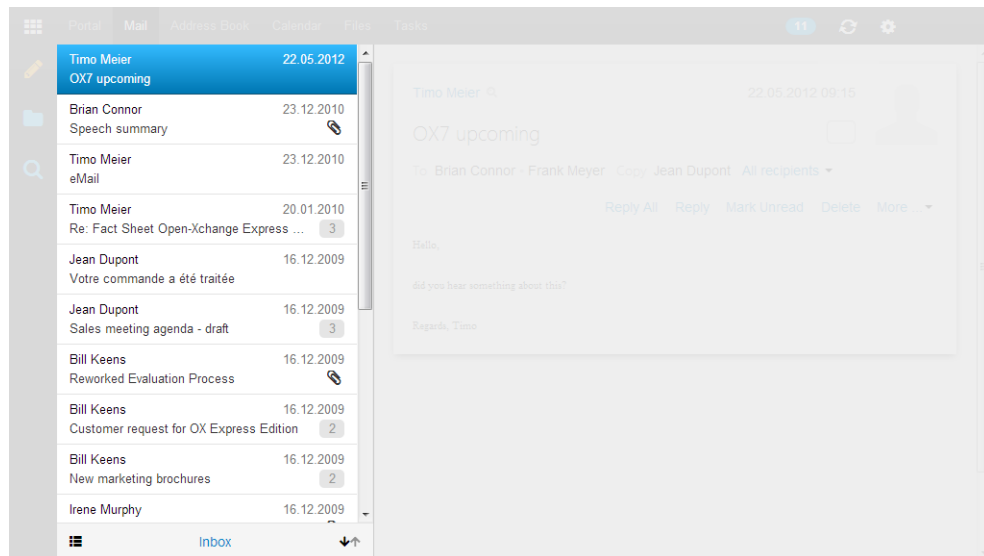 Portal Mail Address Book Calendar Files Tasks 11
Timo Meier 22.05.2012
OX7 upcoming
Brian Connor 23.12.2010
Speech summary
Timo Meier 23.12.2010
eMail
Timo Meier 20.01.2010
Re: Fact Sheet Open-Xchange Express ... 3
Jean Dupont 16.12.2009
Votre commande a été traitée
Jean Dupont 16.12.2009
Sales meeting agenda - draft 3
Bill Keens 16.12.2009
Reworked Evaluation Process
Bill Keens 16.12.2009
Customer request for OX Express Edition 2
Bill Keens 16.12.2009
New marketing brochures 2
Irene Murphy 16.12.2009
Inbox
Timo Meier 22.05.2012 09:15
OX7 upcoming
To: Brian Connor - Frank Meyer Copy: Jean Dupont All recipients
Reply All Reply Mark Unread Delete More ...
Hello,
did you hear something about this?
Regards, Timo